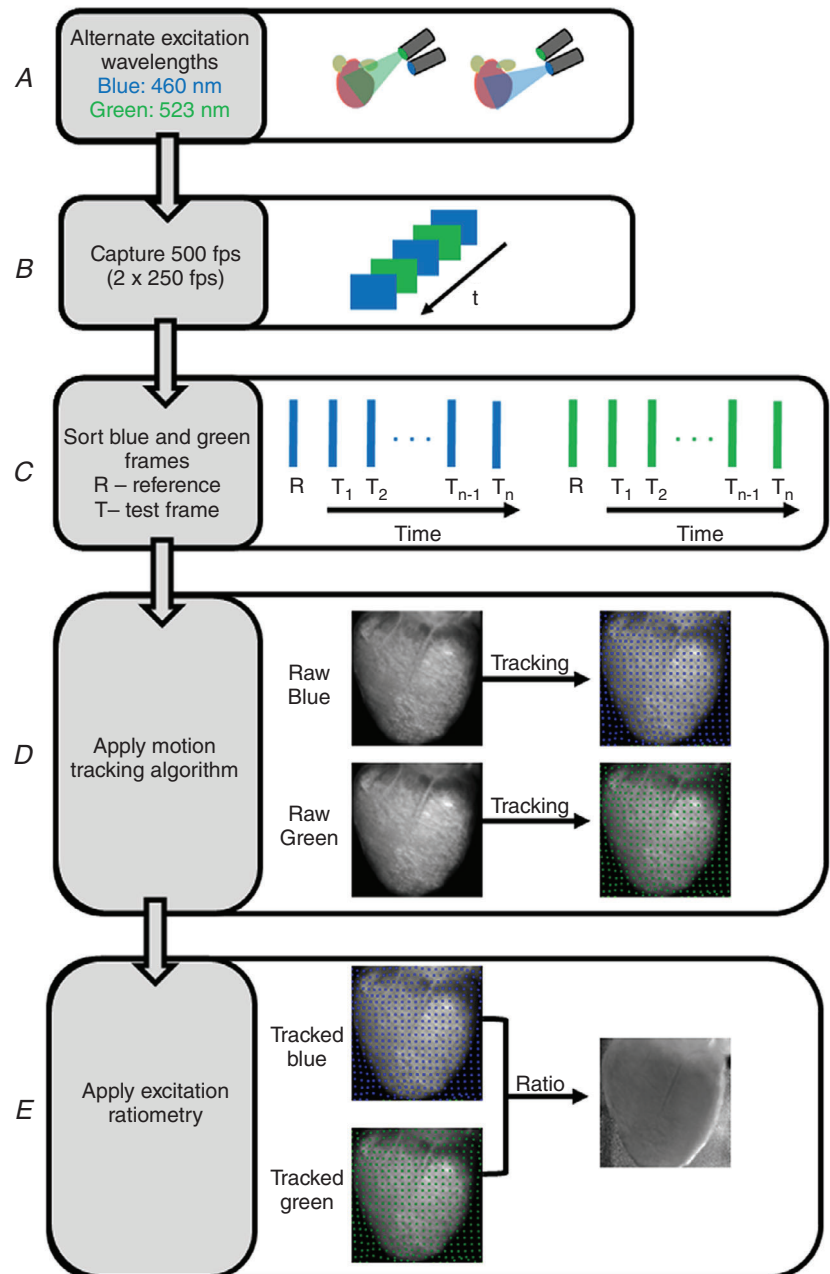 A
Alternate excitation
wavelengths
Blue: 460 nm
Green: 523 nm
B
Capture 500 fps
(2 x 250 fps)
t
C
Sort blue and green
frames
R – reference
T– test frame
R T1 T2 Tn-1 Tn
Time
R T1 T2 Tn-1 Tn
Time
D
Apply motion
tracking algorithm
Raw
Blue
Tracking
Raw
Green
Tracking
E
Apply excitation
ratiometry
Tracked
blue
Ratio
Tracked
green